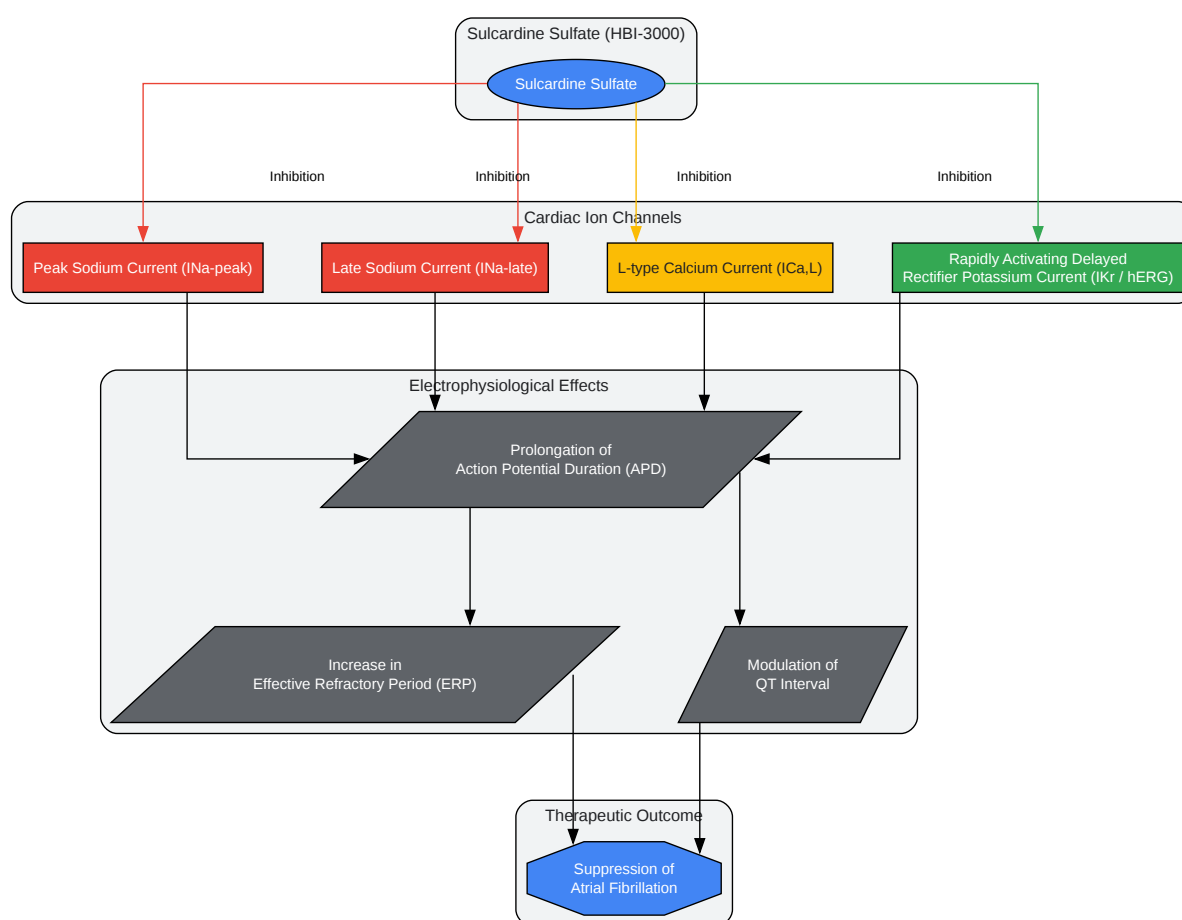 Sulcardine Sulfate (HBI-3000)
Sulcardine Sulfate
Inhibition
Inhibition
Inhibition
Inhibition
Cardiac Ion Channels
Peak Sodium Current (INa-peak)
Late Sodium Current (INa-late)
L-type Calcium Current (ICa,L)
Rapidly Activating Delayed
Rectifier Potassium Current (IKr / hERG)
Electrophysiological Effects
Prolongation of
Action Potential Duration (APD)
Increase in
Effective Refractory Period (ERP)
Modulation of
QT Interval
Therapeutic Outcome
Suppression of
Atrial Fibrillation